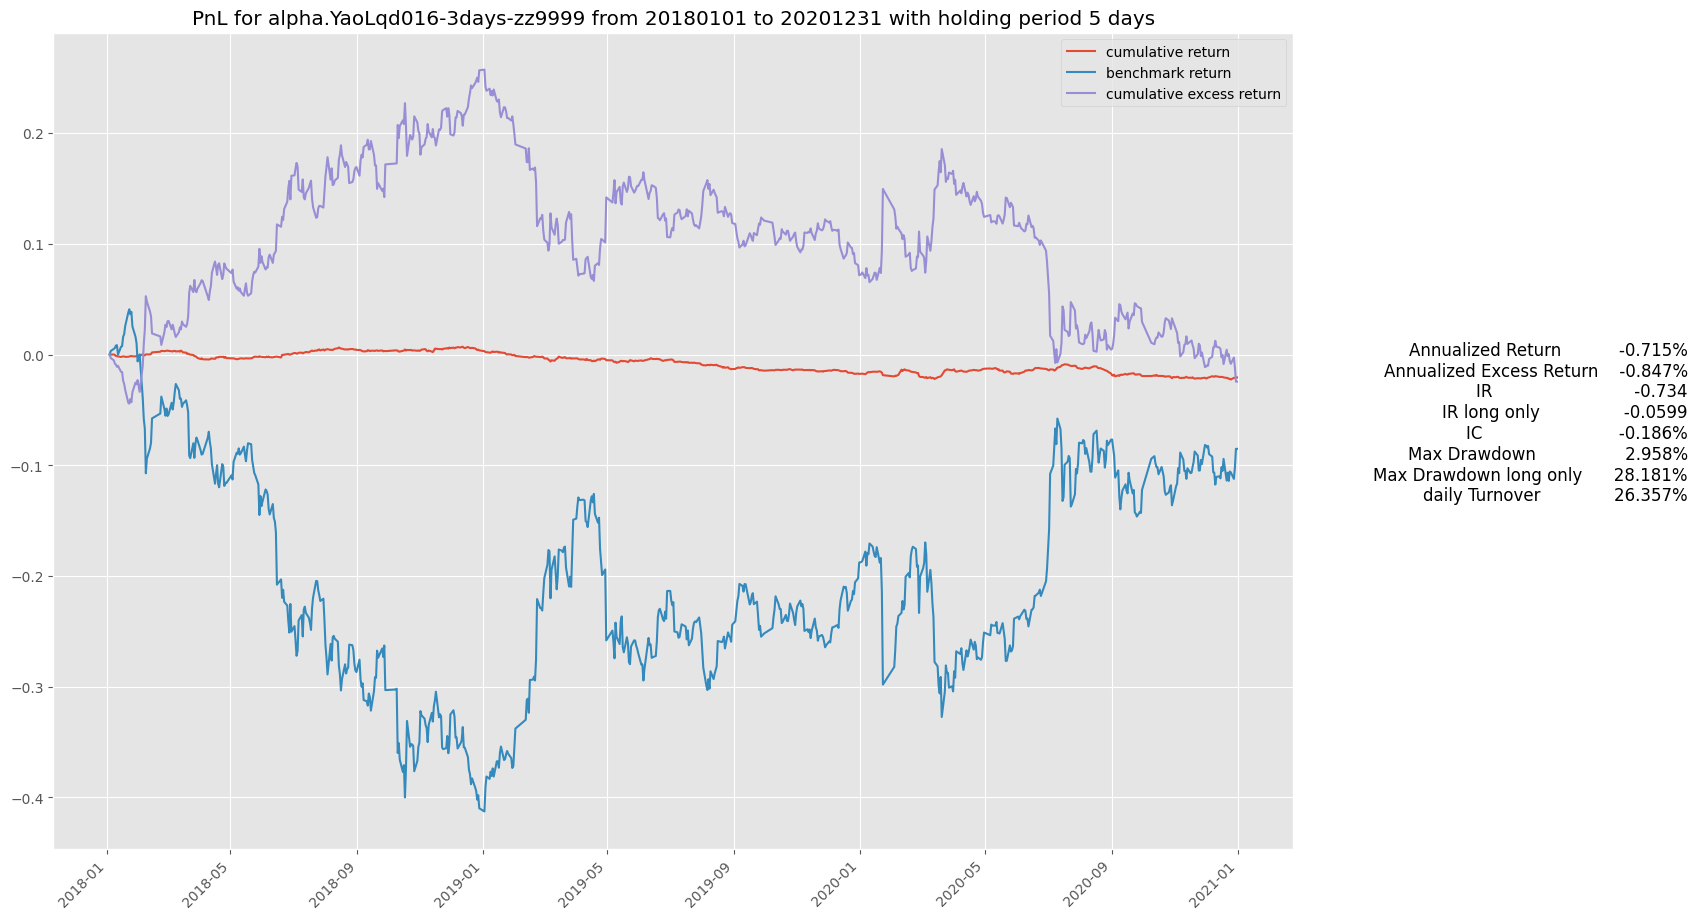 PnL for alpha.YaoLqd016-3days-zz9999 from 20180101 to 20201231 with holding period 5 days
cumulative return
benchmark return
cumulative excess return
0.2
0.1
0.0
−0.1
−0.2
−0.3
−0.4
2018-01
2018-05
2018-09
2019-01
2019-05
2019-09
2020-01
2020-05
2020-09
2021-01
Annualized Return -0.715%
Annualized Excess Return -0.847%
IR -0.734
IR long only -0.0599
IC -0.186%
Max Drawdown 2.958%
Max Drawdown long only 28.181%
daily Turnover 26.357%